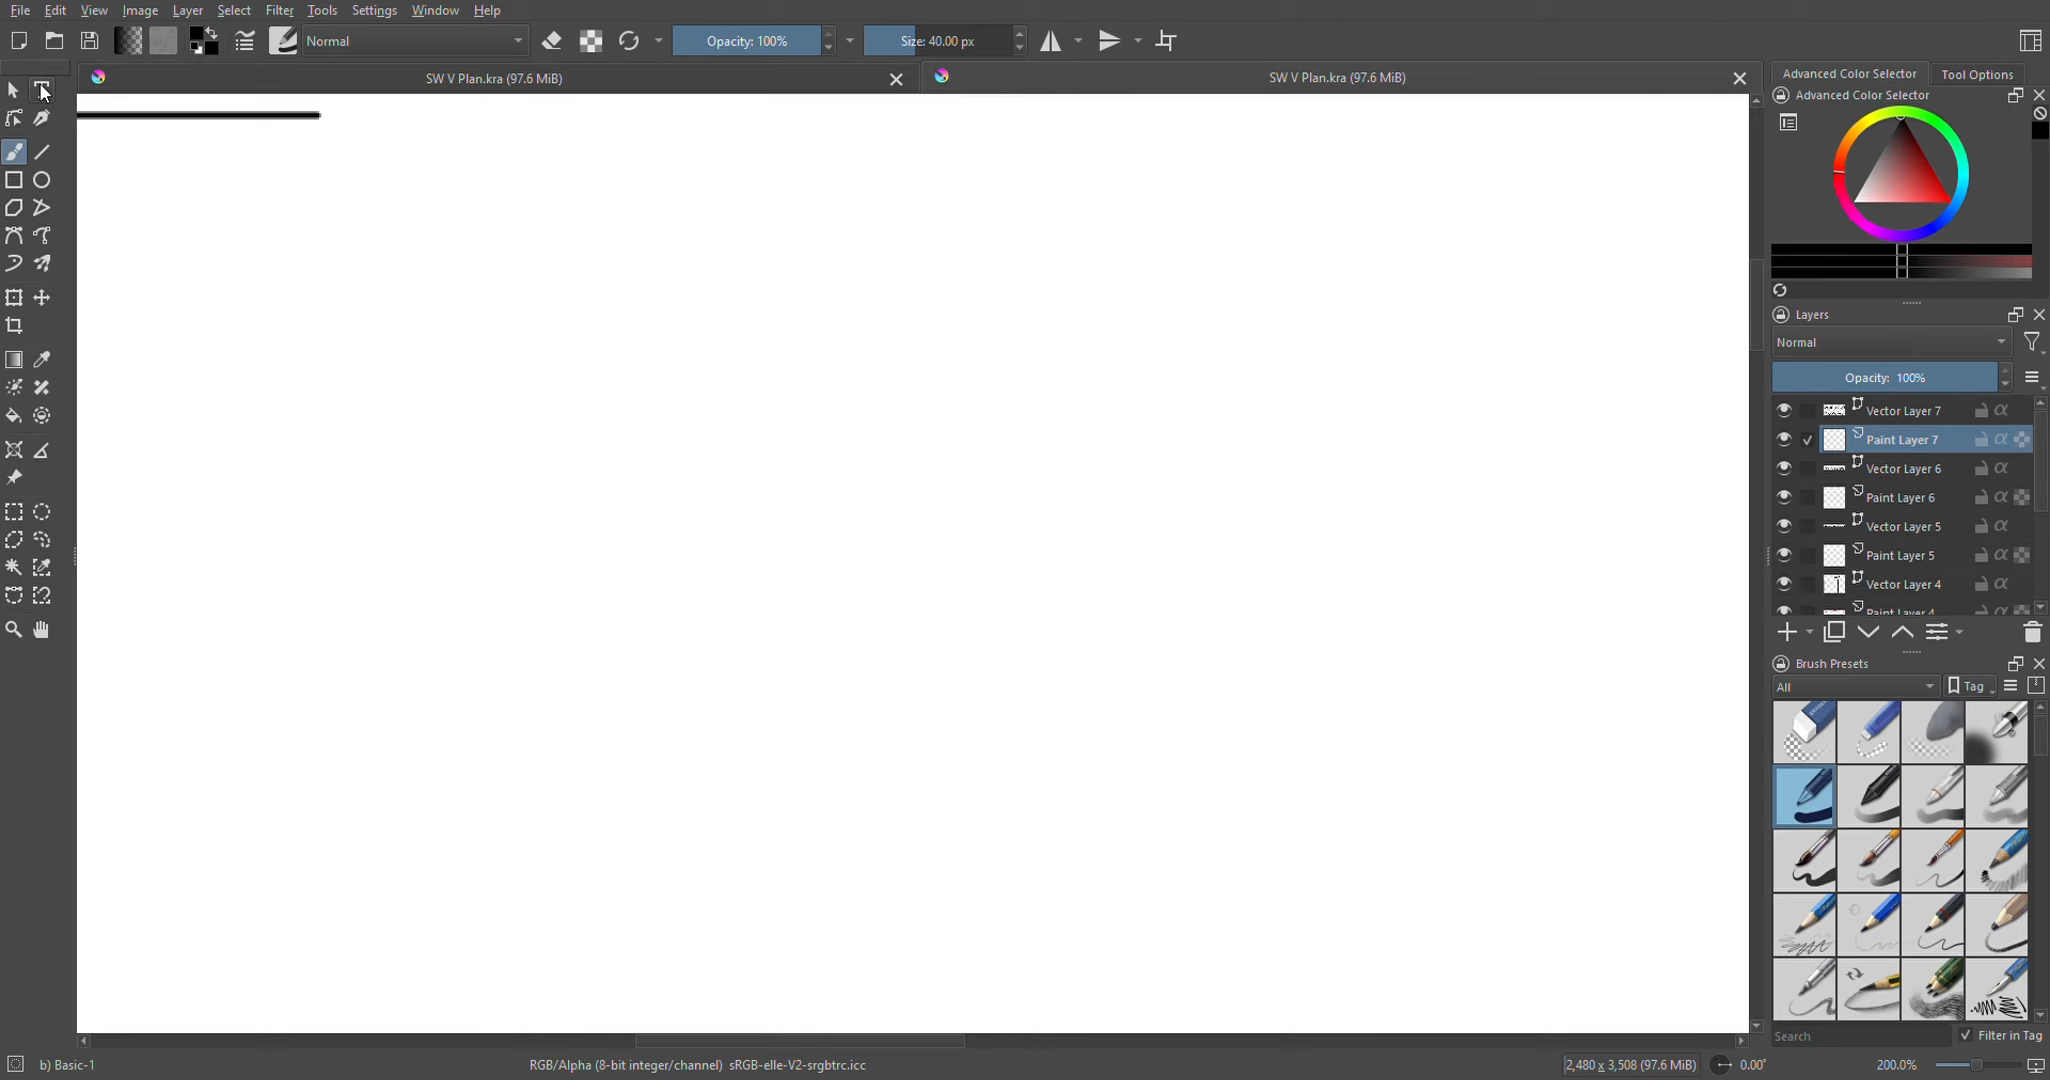 File Edit View Select Image Layer Filter Tools Settings Window Help
Normal Opacity: 100% Size: 40.00 px
SW V Plan.kra (97.6 MiB) SW V Plan.kra (97.6 MiB)
Advanced Color Selector Tool Options
Advanced Color Selector
Layers
Normal
Opacity: 100%
Vector Layer 7
Paint Layer 7
Vector Layer 6
Paint Layer 6
Vector Layer 5
Paint Layer 5
Vector Layer 4
Paint Layer 4
Brush Presets
All Tag
Search Filter in Tag
b) Basic-1 RGB/Alpha (8-bit integer/channel) sRGB-elle-V2-srgbtrc.icc 2,480 x 3,508 (97.6 MiB) 0.00° 200.0%